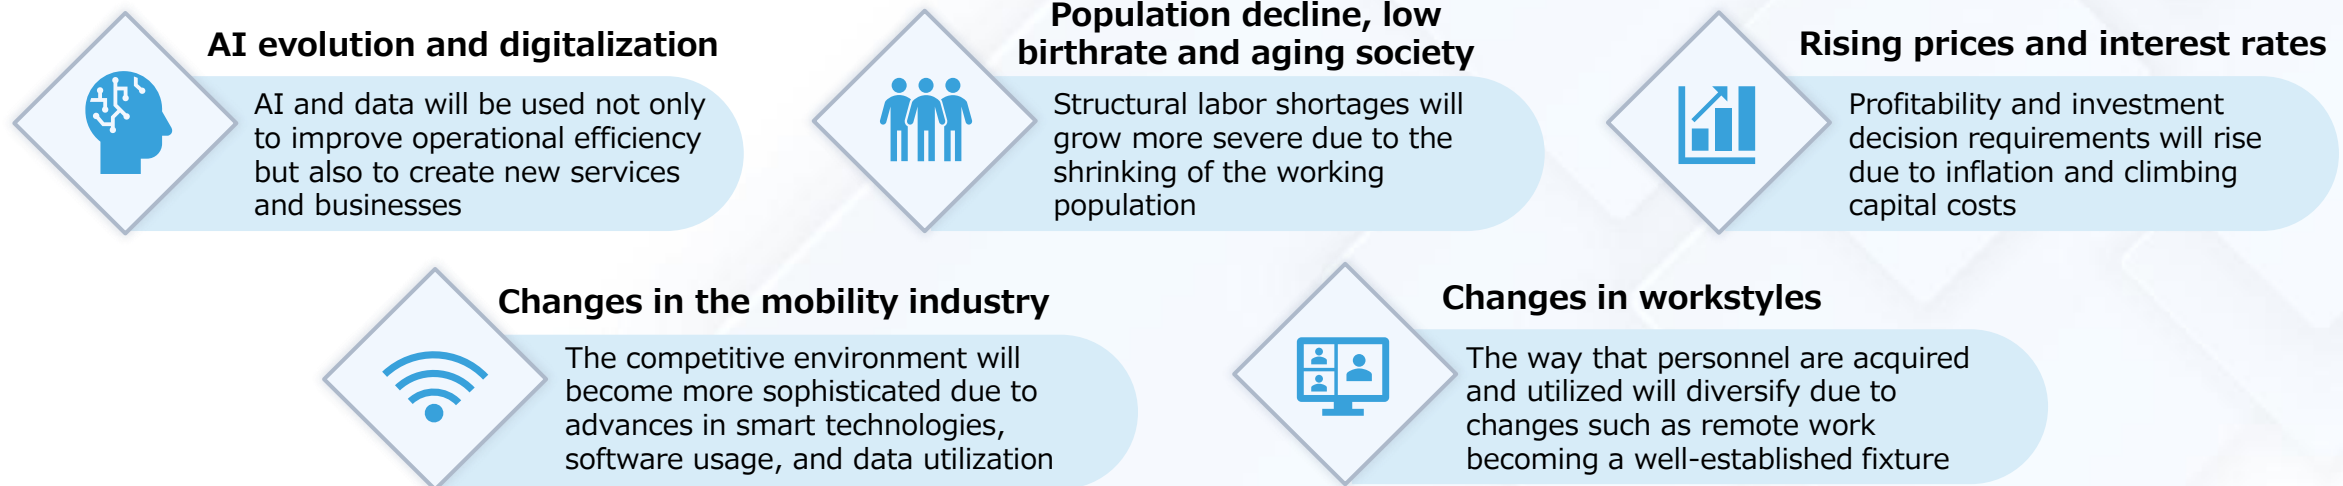 AI evolution and digitalization
AI and data will be used not only
to improve operational efficiency
but also to create new services
and businesses
Population decline, low
birthrate and aging society
Structural labor shortages will
grow more severe due to the
shrinking of the working
population
Rising prices and interest rates
Profitability and investment
decision requirements will rise
due to inflation and climbing
capital costs
Changes in the mobility industry
The competitive environment will
become more sophisticated due to
advances in smart technologies,
software usage, and data utilization
Changes in workstyles
The way that personnel are acquired
and utilized will diversify due to
changes such as remote work
becoming a well-established fixture